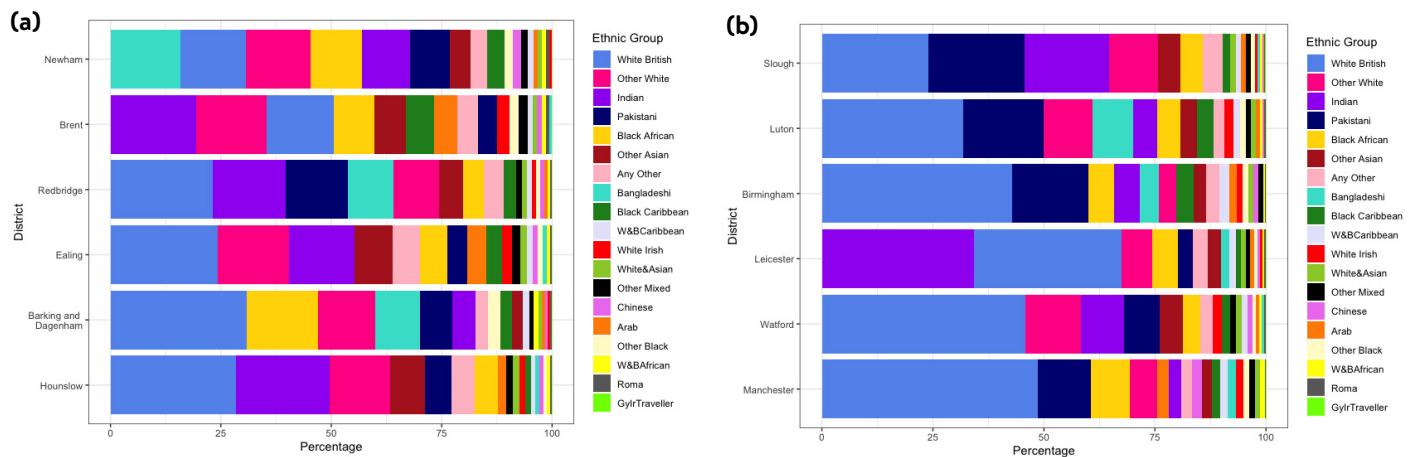 (a)
Newham
Brent
Redbridge
Ealing
Barking and
Dagenham
Hounslow
District
0
25
50
75
100
Percentage
Ethnic Group
White British
Other White
Indian
Pakistani
Black African
Other Asian
Any Other
Bangladeshi
Black Caribbean
W&BCaribbean
White Irish
White&Asian
Other Mixed
Chinese
Arab
Other Black
W&BAfrican
Roma
GyIrTraveller
(b)
Slough
Luton
Birmingham
Leicester
Watford
Manchester
District
0
25
50
75
100
Percentage
Ethnic Group
White British
Other White
Indian
Pakistani
Black African
Other Asian
Any Other
Bangladeshi
Black Caribbean
W&BCaribbean
White Irish
White&Asian
Other Mixed
Chinese
Arab
Other Black
W&BAfrican
Roma
GyIrTraveller